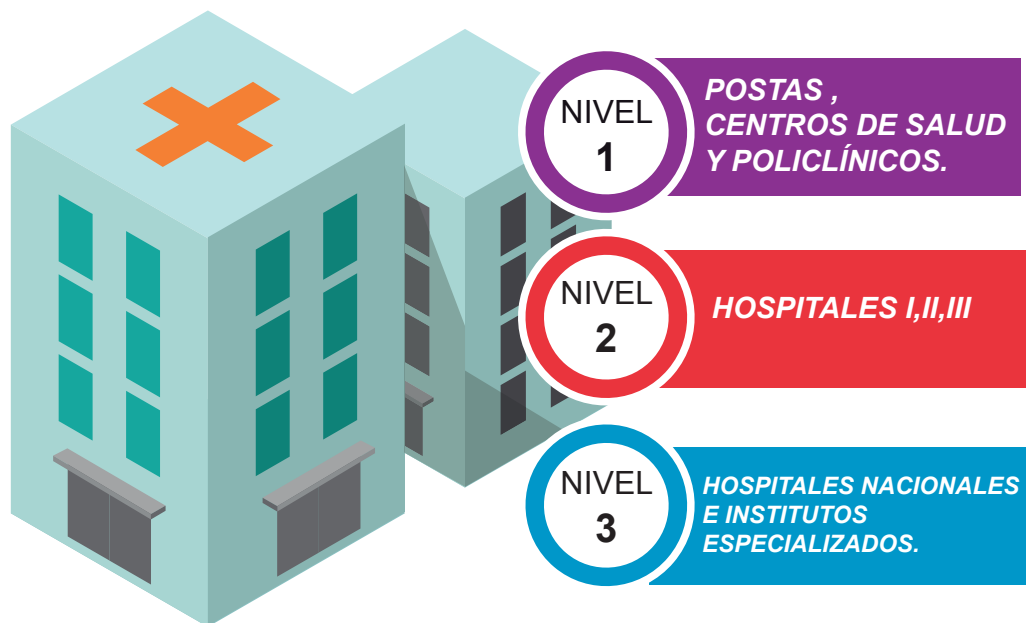 NIVEL
1
POSTAS ,
CENTROS DE SALUD
Y POLICLÍNICOS.
NIVEL
2
HOSPITALES I,II,III
NIVEL
3
HOSPITALES NACIONALES
E INSTITUTOS
ESPECIALIZADOS.